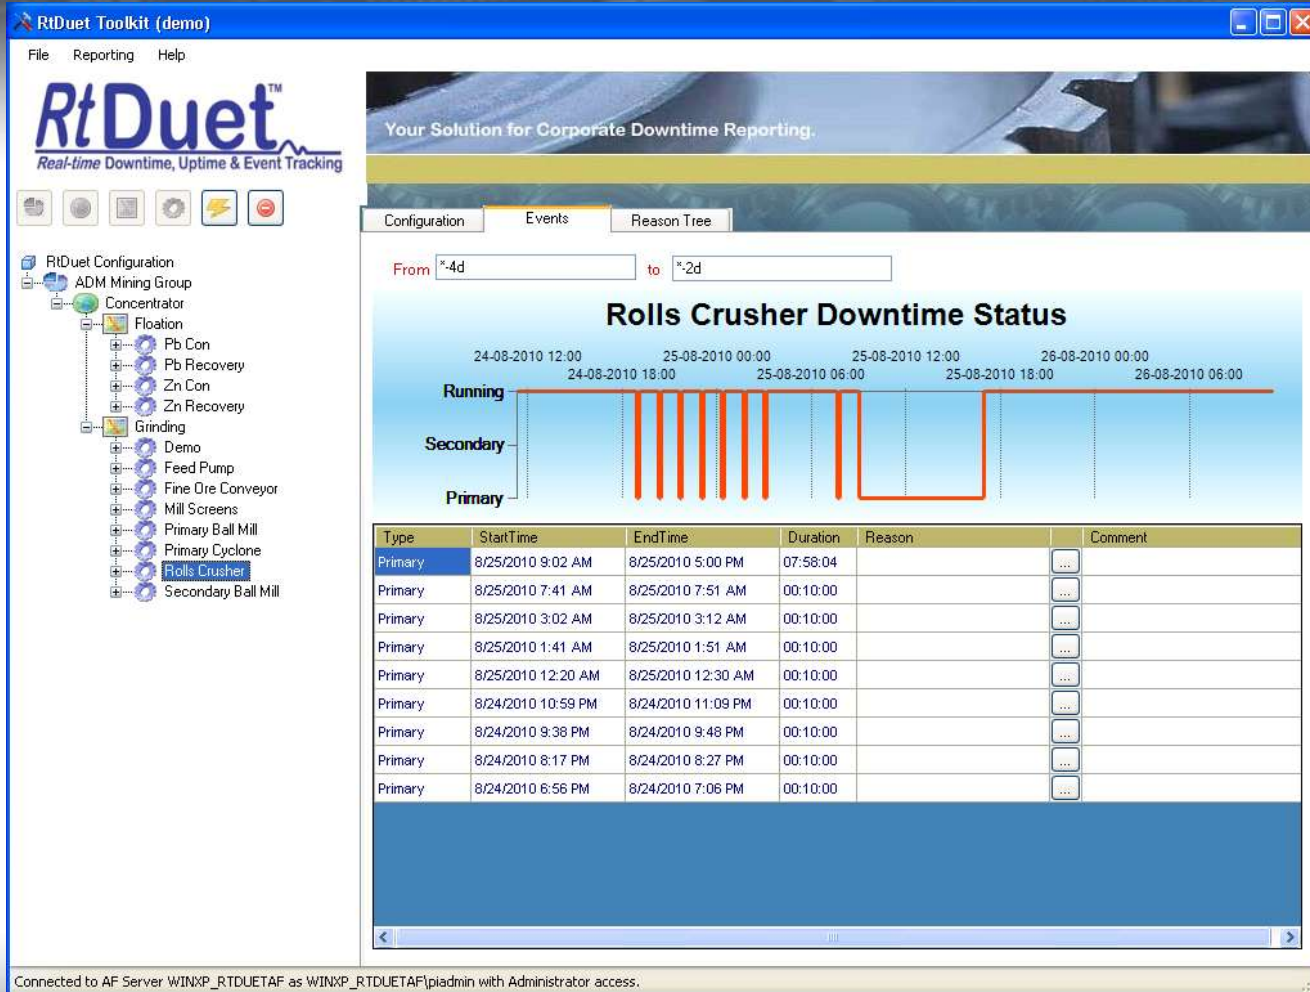 RtDuet Toolkit (demo)
File Reporting Help
RtDuet™
Real-time Downtime, Uptime & Event Tracking
Your Solution for Corporate Downtime Reporting.
Configuration Events Reason Tree
RtDuet Configuration
ADM Mining Group
Concentrator
Floation
Pb Con
Pb Recovery
Zn Con
Zn Recovery
Grinding
Demo
Feed Pump
Fine Ore Conveyor
Mill Screens
Primary Ball Mill
Primary Cyclone
Rolls Crusher
Secondary Ball Mill
From *-4d to *-2d
Rolls Crusher Downtime Status
24-08-2010 12:00 25-08-2010 00:00 25-08-2010 12:00 26-08-2010 00:00
24-08-2010 18:00 25-08-2010 06:00 25-08-2010 18:00 26-08-2010 06:00
Running
Secondary
Primary
Type StartTime EndTime Duration Reason Comment
Primary 8/25/2010 9:02 AM 8/25/2010 5:00 PM 07:58:04 ...
Primary 8/25/2010 7:41 AM 8/25/2010 7:51 AM 00:10:00 ...
Primary 8/25/2010 3:02 AM 8/25/2010 3:12 AM 00:10:00 ...
Primary 8/25/2010 1:41 AM 8/25/2010 1:51 AM 00:10:00 ...
Primary 8/25/2010 12:20 AM 8/25/2010 12:30 AM 00:10:00 ...
Primary 8/24/2010 10:59 PM 8/24/2010 11:09 PM 00:10:00 ...
Primary 8/24/2010 9:38 PM 8/24/2010 9:48 PM 00:10:00 ...
Primary 8/24/2010 8:17 PM 8/24/2010 8:27 PM 00:10:00 ...
Primary 8/24/2010 6:56 PM 8/24/2010 7:06 PM 00:10:00 ...
Connected to AF Server WINXP_RTDUETAF as WINXP_RTDUETAF\piadmin with Administrator access.